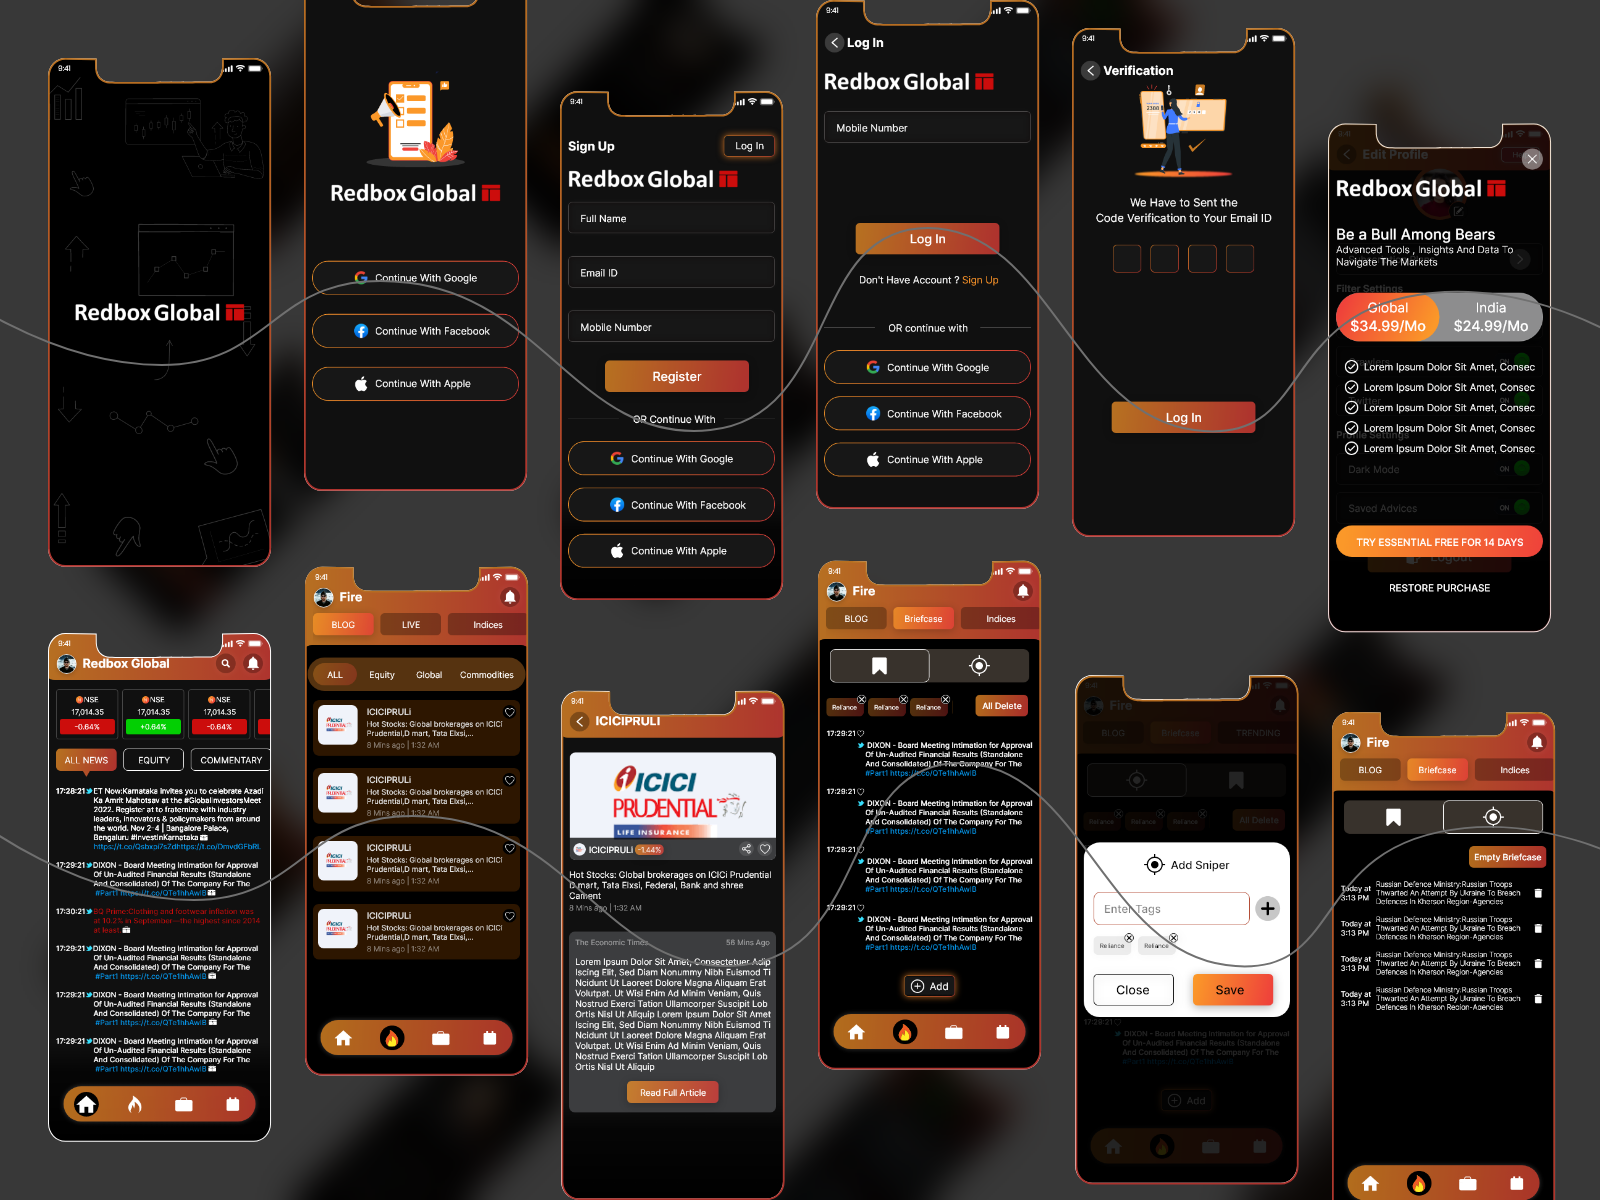 9:41
Redbox Global
Redbox Global
Continue With Google
Continue With Facebook
Continue With Apple
9:41
Sign Up
Log In
Redbox Global
Full Name
Email ID
Mobile Number
Register
OR Continue With
Continue With Google
Continue With Facebook
Continue With Apple
9:41
Log In
Redbox Global
Mobile Number
Log In
Don't Have Account ? Sign Up
OR continue with
Continue With Google
Continue With Facebook
Continue With Apple
9:41
Verification
We Have to Sent the
Code Verification to Your Email ID
Log In
9:41
Edit Profile
Redbox Global
Be a Bull Among Bears
Advanced Tools , Insights And Data To
Navigate The Markets
Filter Settings
Global
$34.99/Mo
India
$24.99/Mo
Lorem Ipsum Dolor Sit Amet, Consec
Lorem Ipsum Dolor Sit Amet, Consec
Lorem Ipsum Dolor Sit Amet, Consec
Lorem Ipsum Dolor Sit Amet, Consec
Profile Settings
Lorem Ipsum Dolor Sit Amet, Consec
Dark Mode
ON
Saved Advices
ON
TRY ESSENTIAL FREE FOR 14 DAYS
Logout
RESTORE PURCHASE
9:41
Redbox Global
NSE
17,014.35
-0.64%
NSE
17,014.35
+0.64%
NSE
17,014.35
-0.64%
ALL NEWS
EQUITY
COMMENTARY
17:28:21 ET Now:Karnataka Invites you to celebrate Azadi
Ka Amrit Mahotsav at the #GlobalInvestorsMeet
2022. Register at to fraternize with industry
leaders, innovators & policymakers from around
the world. Nov 2-4 | Bangalore Palace,
Bengaluru #InvestInKarnataka
17:29:21 DIXON - Board Meeting Intimation for Approval
Of Un-Audited Financial Results (Standalone
And Consolidated) Of The Company For The
#Part1 https://t.co/QTe1hhAwIB
17:30:21 BQ Prime:Clothing and footwear inflation was
at 10.2% in September—the highest since 2014
at least.
17:29:21 DIXON - Board Meeting Intimation for Approval
Of Un-Audited Financial Results (Standalone
And Consolidated) Of The Company For The
#Part1 https://t.co/QTe1hhAwIB
17:29:21 DIXON - Board Meeting Intimation for Approval
Of Un-Audited Financial Results (Standalone
And Consolidated) Of The Company For The
#Part1 https://t.co/QTe1hhAwIB
17:29:21 DIXON - Board Meeting Intimation for Approval
Of Un-Audited Financial Results (Standalone
And Consolidated) Of The Company For The
#Part1 https://t.co/QTe1hhAwIB
9:41
Fire
BLOG
LIVE
Indices
ALL
Equity
Global
Commodities
ICICIPRULi
Hot Stocks: Global brokerages on ICICI
Prudential,D mart, Tata Elxsi,...
8 Mins ago | 1:32 AM
ICICIPRULi
Hot Stocks: Global brokerages on ICICI
Prudential,D mart, Tata Elxsi,...
8 Mins ago | 1:32 AM
ICICIPRULi
Hot Stocks: Global brokerages on ICICI
Prudential,D mart, Tata Elxsi,...
8 Mins ago | 1:32 AM
ICICIPRULi
Hot Stocks: Global brokerages on ICICI
Prudential,D mart, Tata Elxsi,...
8 Mins ago | 1:32 AM
9:41
ICICIPRULI
ICICI
PRUDENTIAL
LIFE INSURANCE
ICICIPRULI -1.44%
Hot Stocks: Global brokerages on ICICI Prudential
D mart, Tata Elxsi, Federal, Bank and shree
Cament
8 Mins ago | 1:32 AM
The Economic Times
56 Mins Ago
Lorem Ipsum Dolor Sit Amet, Consectetuer Adip
Iscing Elit, Sed Diam Nonummy Nibh Euismod Ti
Ncidunt Ut Laoreet Dolore Magna Aliquam Erat
Volutpat. Ut Wisi Enim Ad Minim Veniam, Quis
Nostrud Exerci Tation Ullamcorper Suscipit Lob
Ortis Nisl Ut Aliquip Lorem Ipsum Dolor Sit Amet
Iscing Elit, Sed Diam Nonummy Nibh Euismod Ti
Ncidunt Ut Laoreet Dolore Magna Aliquam Erat
Volutpat. Ut Wisi Enim Ad Minim Veniam, Quis
Nostrud Exerci Tation Ullamcorper Suscipit Lob
Ortis Nisl Ut Aliquip
Read Full Article
9:41
Fire
BLOG
Briefcase
Indices
Reliance
Reliance
Reliance
All Delete
17:29:21
DIXON - Board Meeting Intimation for Approval
Of Un-Audited Financial Results (Standalone
And Consolidated) Of The Company For The
#Part1 https://t.co/QTe1hhAwIB
17:29:21
DIXON - Board Meeting Intimation for Approval
Of Un-Audited Financial Results (Standalone
And Consolidated) Of The Company For The
#Part1 https://t.co/QTe1hhAwIB
17:29:21
DIXON - Board Meeting Intimation for Approval
Of Un-Audited Financial Results (Standalone
And Consolidated) Of The Company For The
#Part1 https://t.co/QTe1hhAwIB
17:29:21
DIXON - Board Meeting Intimation for Approval
Of Un-Audited Financial Results (Standalone
And Consolidated) Of The Company For The
#Part1 https://t.co/QTe1hhAwIB
Add
9:41
Fire
BLOG
Briefcase
TRENDING
Reliance
Reliance
Reliance
All Delete
Add Sniper
Enter Tags
Reliance
Reliance
Close
Save
17:29:21
DIXON - Board Meeting Intimation for Approval
Of Un-Audited Financial Results (Standalone
And Consolidated) Of The Company For The
Add
9:41
Fire
BLOG
Briefcase
Indices
Empty Briefcase
Today at
3:13 PM
Russian Defence Ministry:Russian Troops
Thwarted An Attempt By Ukraine To Breach
Defences In Kherson Region-Agencies
Today at
3:13 PM
Russian Defence Ministry:Russian Troops
Thwarted An Attempt By Ukraine To Breach
Defences In Kherson Region-Agencies
Today at
3:13 PM
Russian Defence Ministry:Russian Troops
Thwarted An Attempt By Ukraine To Breach
Defences In Kherson Region-Agencies
Today at
3:13 PM
Russian Defence Ministry:Russian Troops
Thwarted An Attempt By Ukraine To Breach
Defences In Kherson Region-Agencies